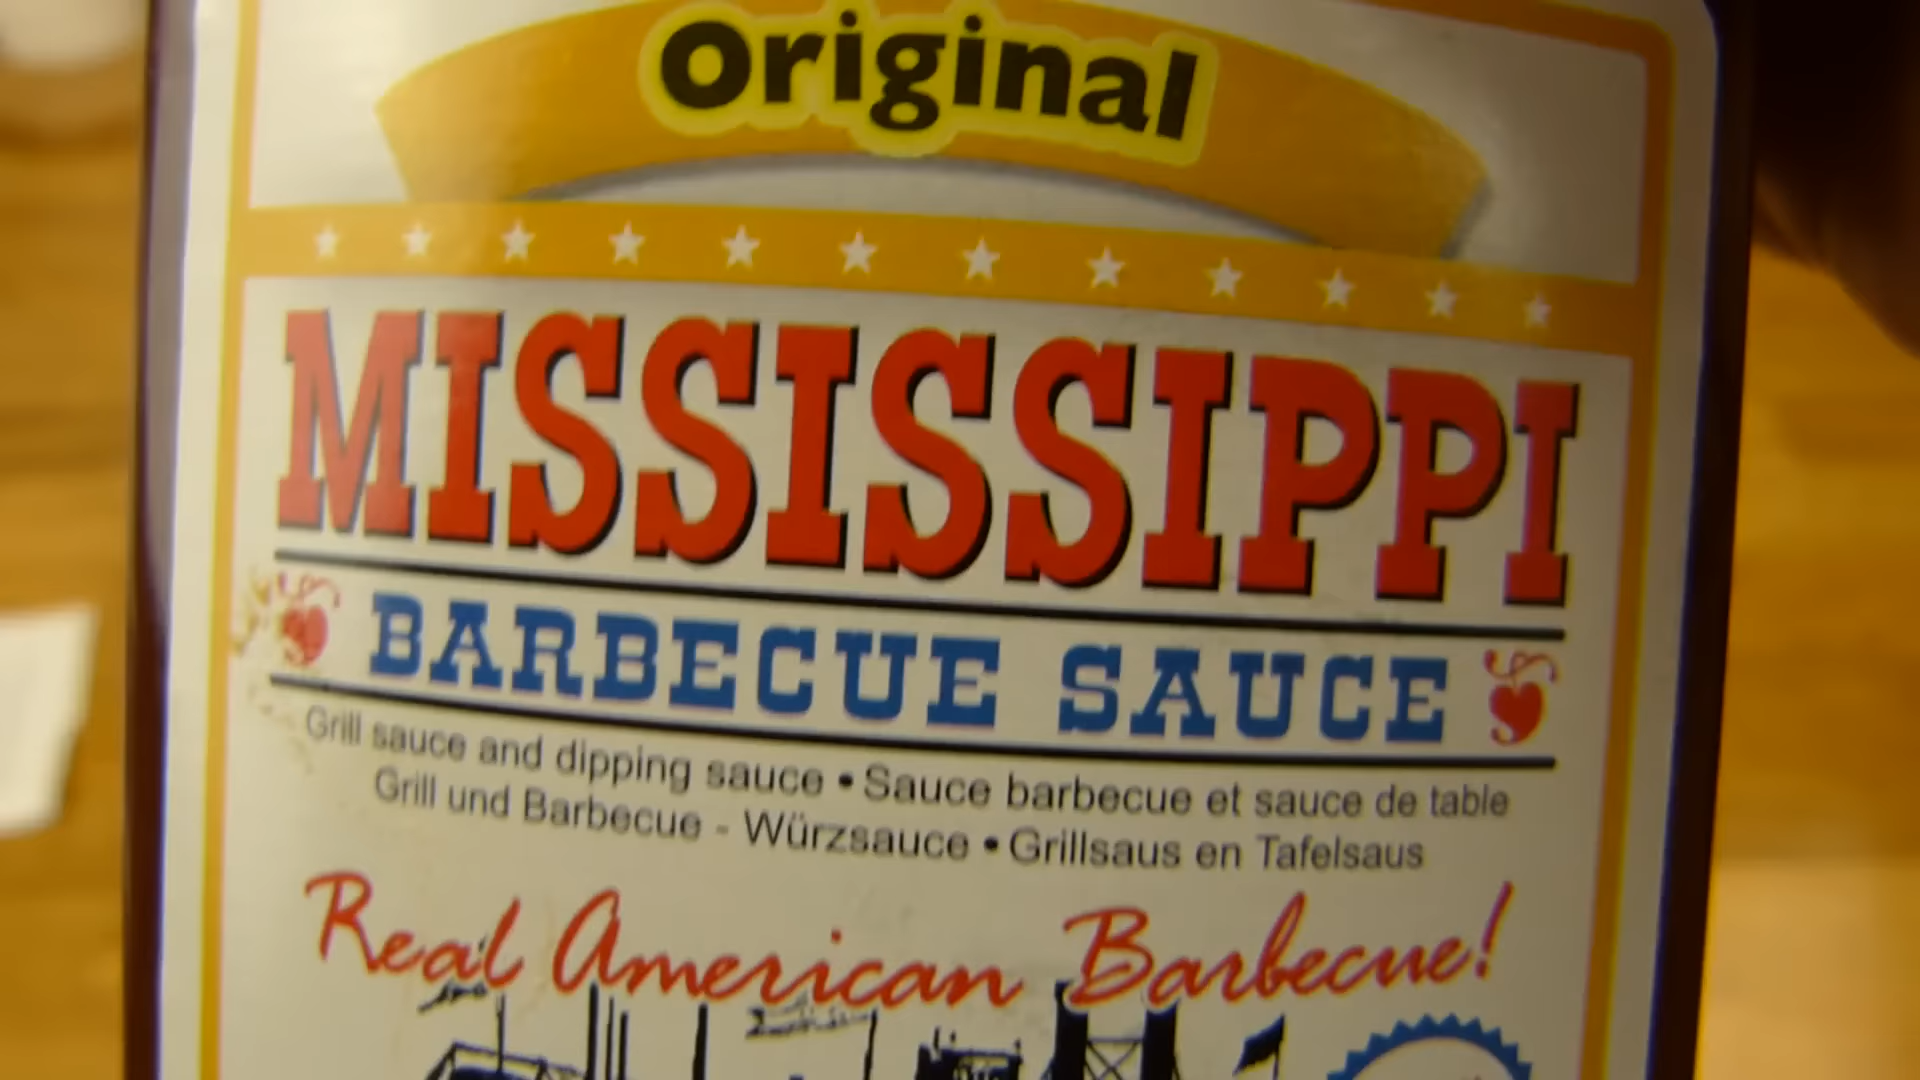 Original
MISSISSIPPI
BARBECUE SAUCE
Grill sauce and dipping sauce • Sauce barbecue et sauce de table
Grill und Barbecue - Würzsauce • Grillsaus en Tafelsaus
Real American Barbecue!